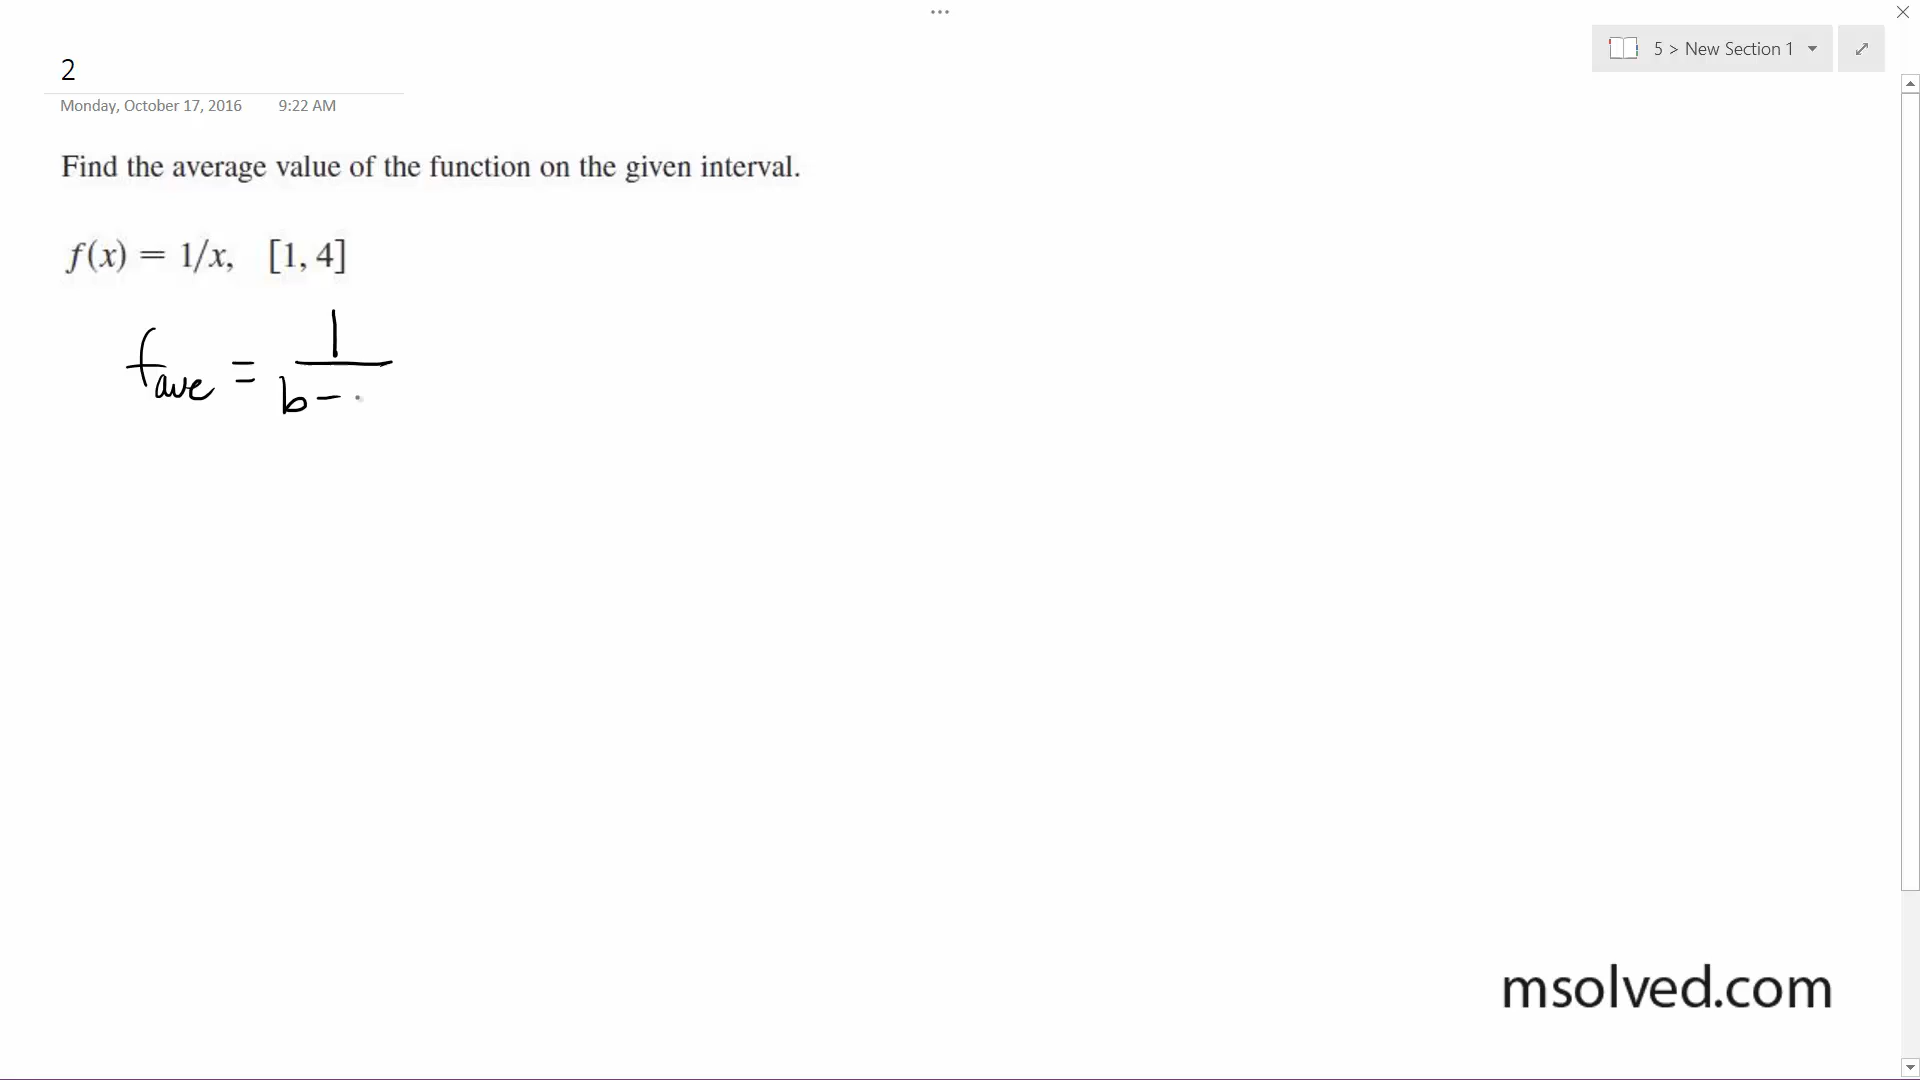 ...
5 > New Section 1
2
Monday, October 17, 2016 9:22 AM
Find the average value of the function on the given interval.
f(x) = 1/x, [1, 4]
f_ave = 1/(b −
msolved.com